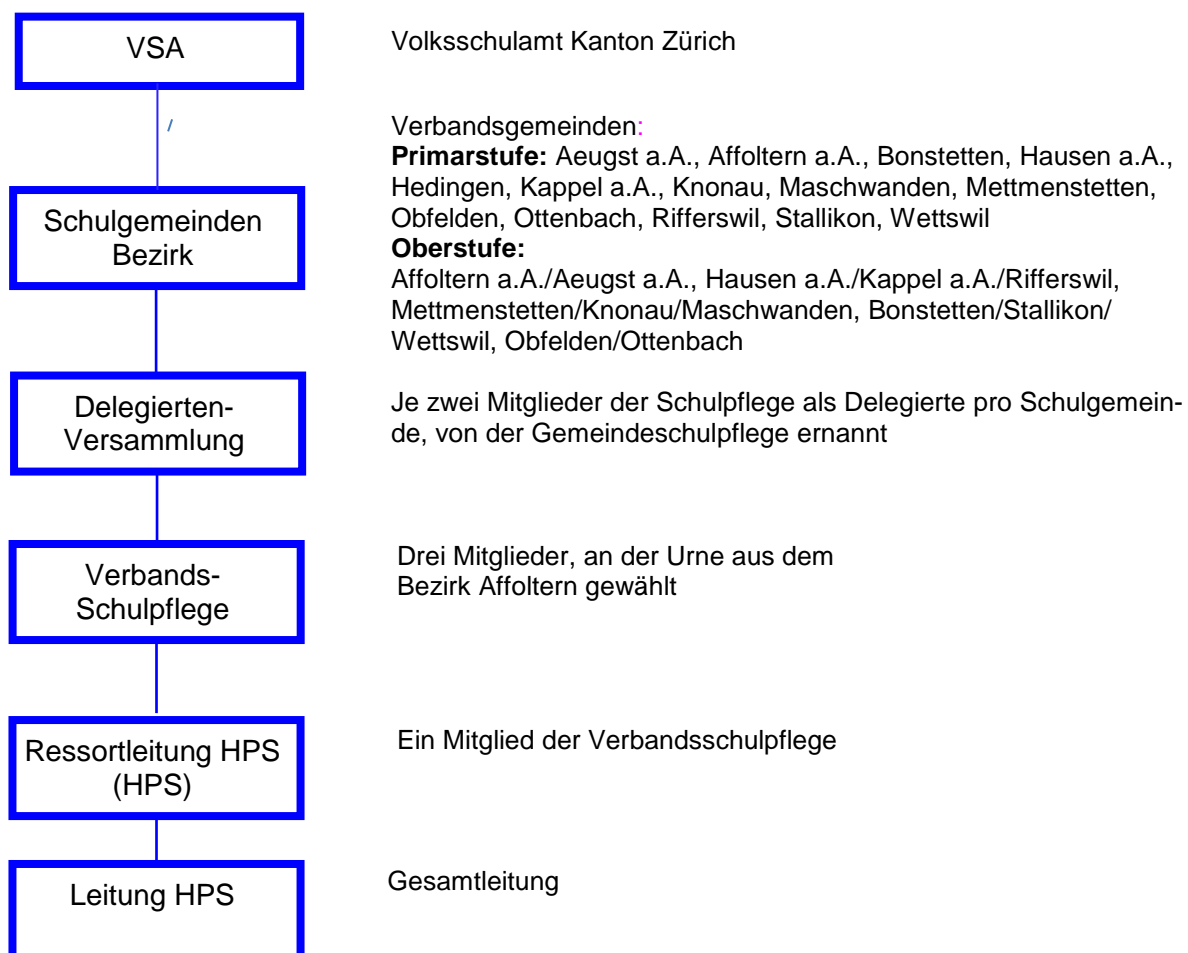 VSA
Volksschulamt Kanton Zürich
/
Verbandsgemeinden:
Primarstufe: Aeugst a.A., Affoltern a.A., Bonstetten, Hausen a.A.,
Hedingen, Kappel a.A., Knonau, Maschwanden, Mettmenstetten,
Obfelden, Ottenbach, Rifferswil, Stallikon, Wettswil
Oberstufe:
Affoltern a.A./Aeugst a.A., Hausen a.A./Kappel a.A./Rifferswil,
Mettmenstetten/Knonau/Maschwanden, Bonstetten/Stallikon/
Wettswil, Obfelden/Ottenbach
Schulgemeinden
Bezirk
Delegierten-
Versammlung
Je zwei Mitglieder der Schulpflege als Delegierte pro Schulgemein-
de, von der Gemeindeschulpflege ernannt
Verbands-
Schulpflege
Drei Mitglieder, an der Urne aus dem
Bezirk Affoltern gewählt
Ressortleitung HPS
(HPS)
Ein Mitglied der Verbandsschulpflege
Leitung HPS
Gesamtleitung